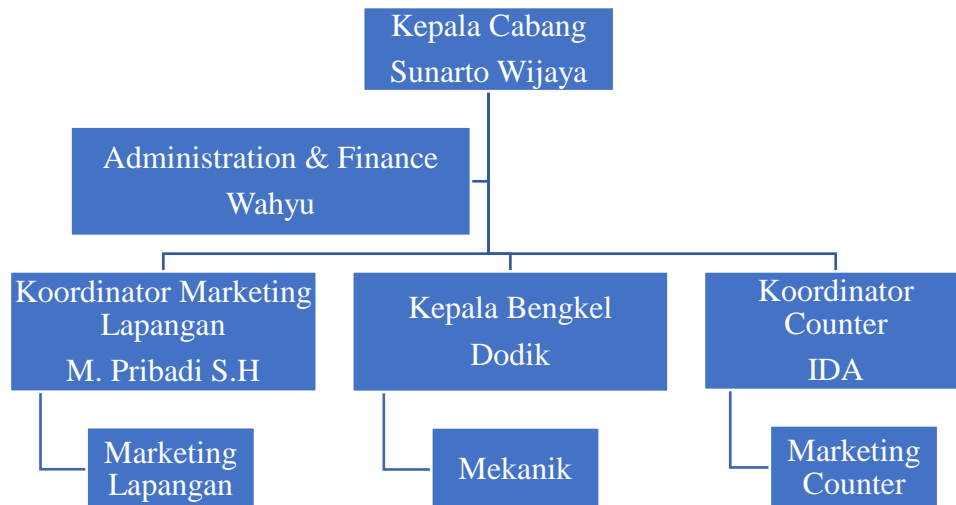 Kepala Cabang
Sunarto Wijaya
Administration & Finance
Wahyu
Koordinator Marketing
Lapangan
M. Pribadi S.H
Kepala Bengkel
Dodik
Koordinator
Counter
IDA
Marketing
Lapangan
Mekanik
Marketing
Counter